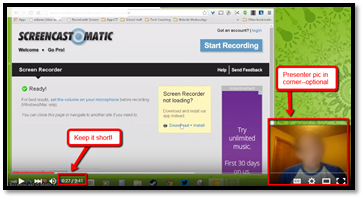 SCREENCAST-O-MATIC
Got an account? | login
Welcome • Go Pro!
Start Recording
Screen Recorder
Help
Send Feedback
Presenter pic in
corner--optional
Ready!
For best results, set the volume on your microphone before recording
You can close this page or navigate to another site if you need to.
Screen Recorder
not loading?
Download and install our
app instead.
Download + Install
Keep it short!
0:27 / 3:41
Try
unlimited
music.
First 30 days
on us.